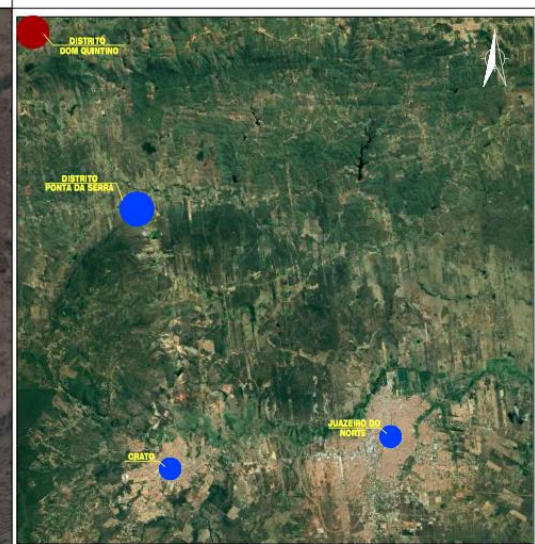 DISTRITO
DOM QUINTINO
DISTRITO
PONTA DA SERRA
JUAZEIRO DO
NORTE
CRATO